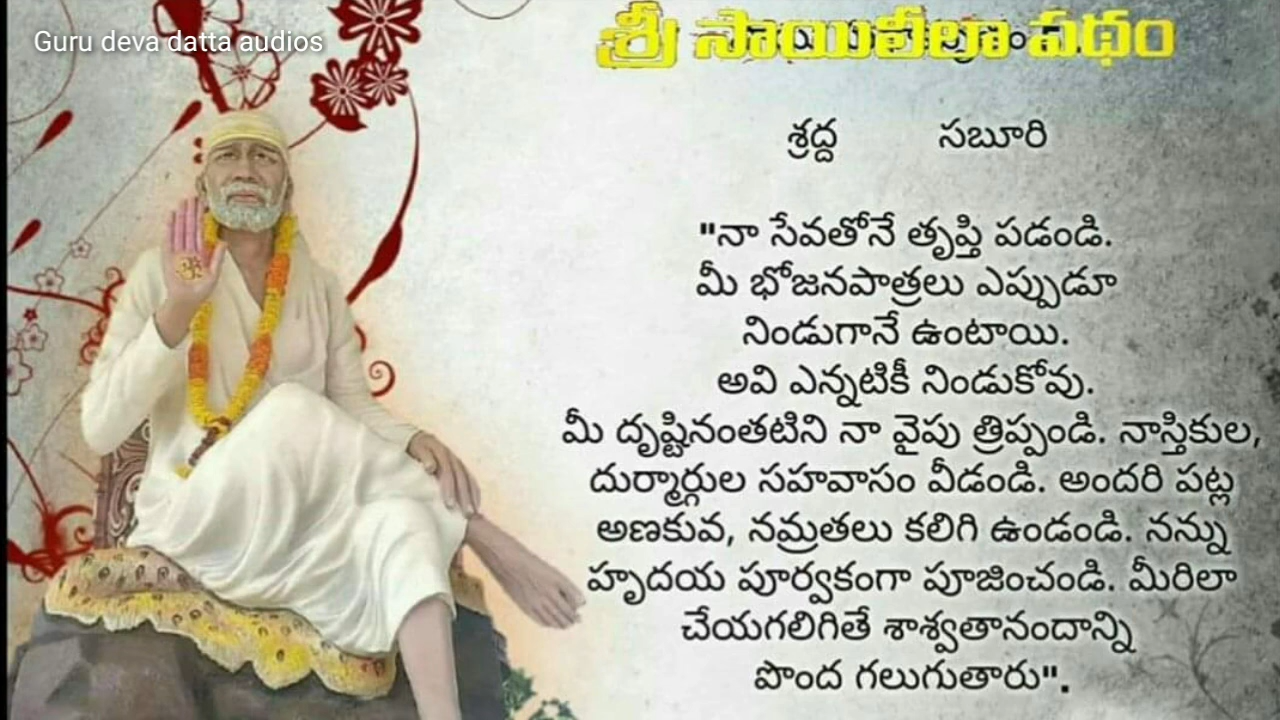 Guru deva datta audios
శ్రీ సాయిలీలా పథం
శ్రద్ద సబూరి
"నా సేవతోనే తృప్తి పడండి.
మీ భోజనపాత్రలు ఎప్పుడూ
నిండుగానే ఉంటాయి.
అవి ఎన్నటికీ నిండుకోవు.
మీ దృష్టినంతటిని నా వైపు త్రిప్పండి. నాస్తికుల,
దుర్మార్గుల సహవాసం వీడండి. అందరి పట్ల
అణకువ, నమ్రతలు కలిగి ఉండండి. నన్ను
హృదయ పూర్వకంగా పూజించండి. మీరిలా
చేయగలిగితే శాశ్వతానందాన్ని
పొంద గలుగుతారు".